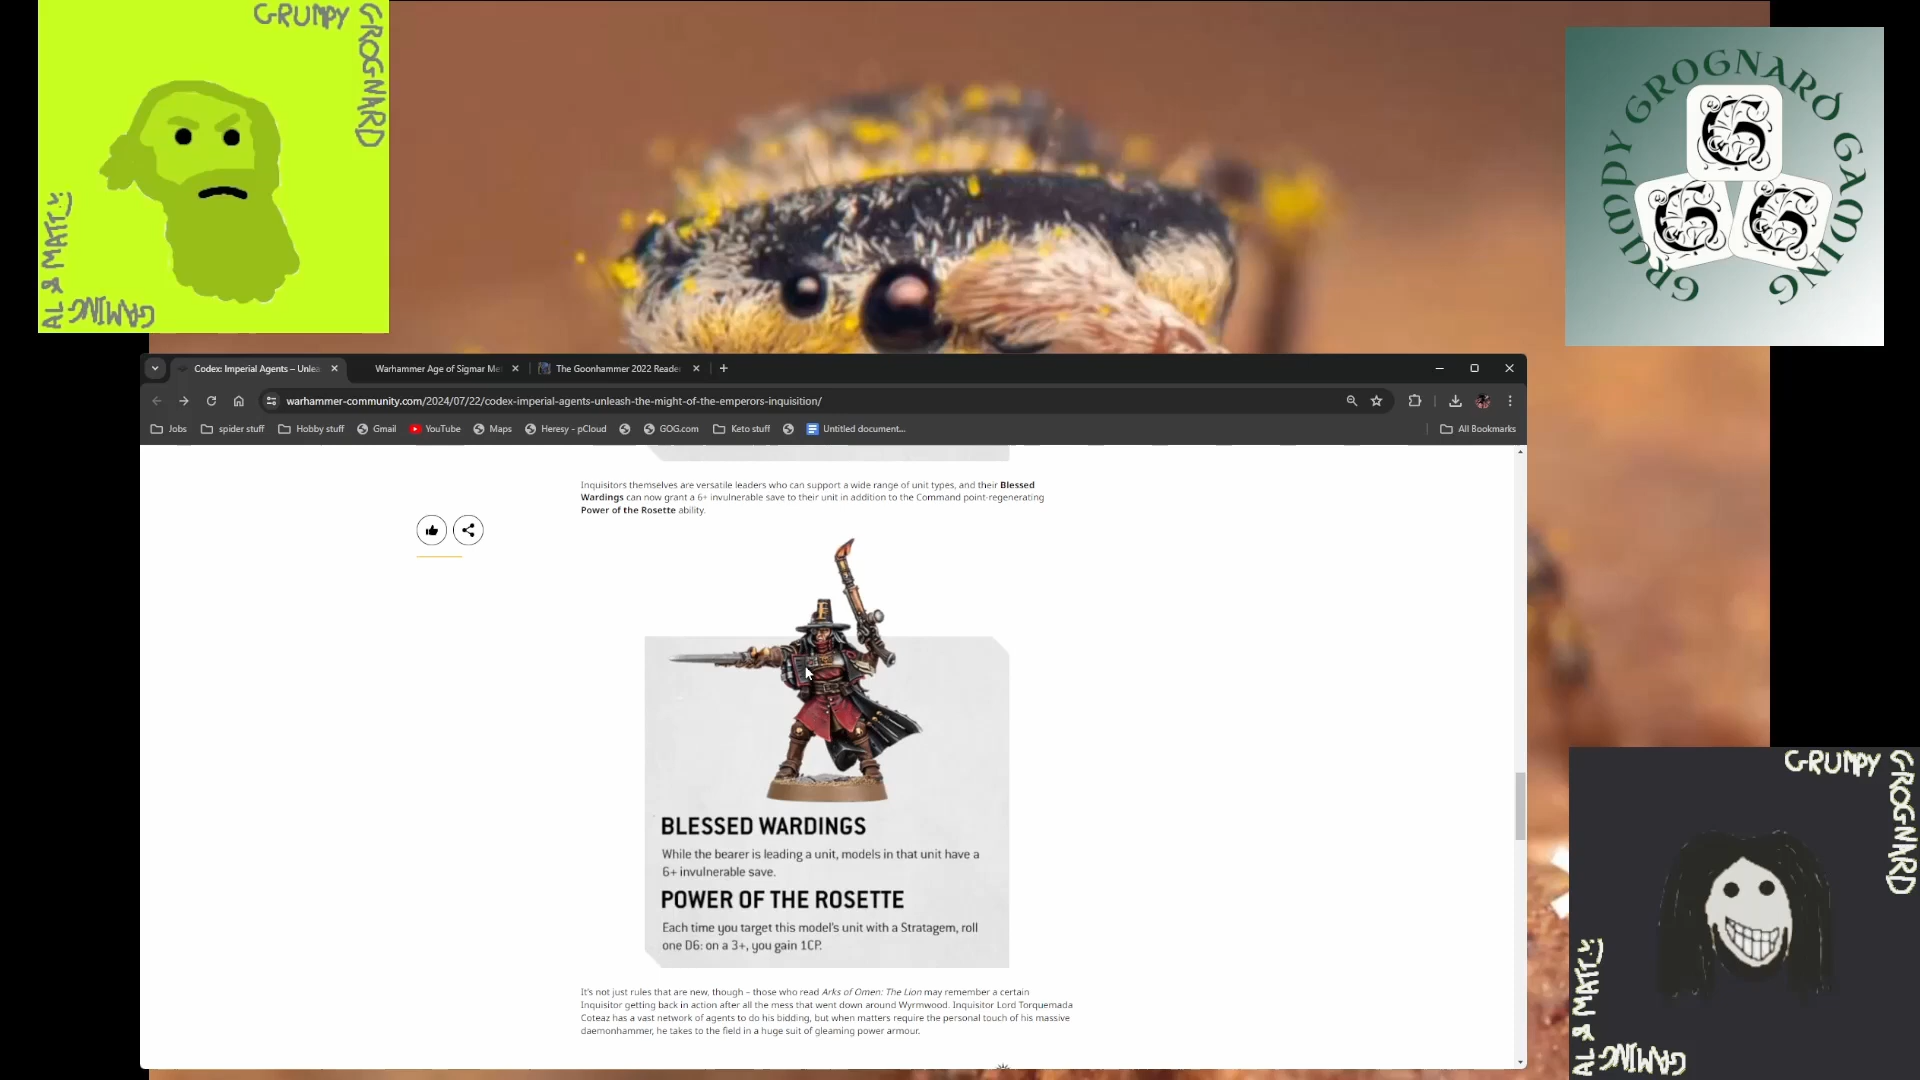 GRUMPY
GROGNARD
AL & MATT
GAMING
GRUMPY GROGNARD GAMING
G
G
G
Codex: Imperial Agents – Unlea
Warhammer Age of Sigmar Me
The Goonhammer 2022 Reade
warhammer-community.com/2024/07/22/codex-imperial-agents-unleash-the-might-of-the-emperors-inquisition/
Jobs
spider stuff
Hobby stuff
Gmail
YouTube
Maps
Heresy - pCloud
GOG.com
Keto stuff
Untitled document...
All Bookmarks
Inquisitors themselves are versatile leaders who can support a wide range of unit types, and their Blessed
Wardings can now grant a 6+ invulnerable save to their unit in addition to the Command point-regenerating
Power of the Rosette ability.
BLESSED WARDINGS
While the bearer is leading a unit, models in that unit have a
6+ invulnerable save.
POWER OF THE ROSETTE
Each time you target this model's unit with a Stratagem, roll
one D6: on a 3+, you gain 1CP.
It's not just rules that are new, though – those who read Arks of Omen: The Lion may remember a certain
Inquisitor getting back in action after all the mess that went down around Wyrmwood. Inquisitor Lord Torquemada
Coteaz has a vast network of agents to do his bidding, but when matters require the personal touch of his massive
daemonhammer, he takes to the field in a huge suit of gleaming power armour.
GRUMPY
GROGNARD
AL & MATT
GAMING